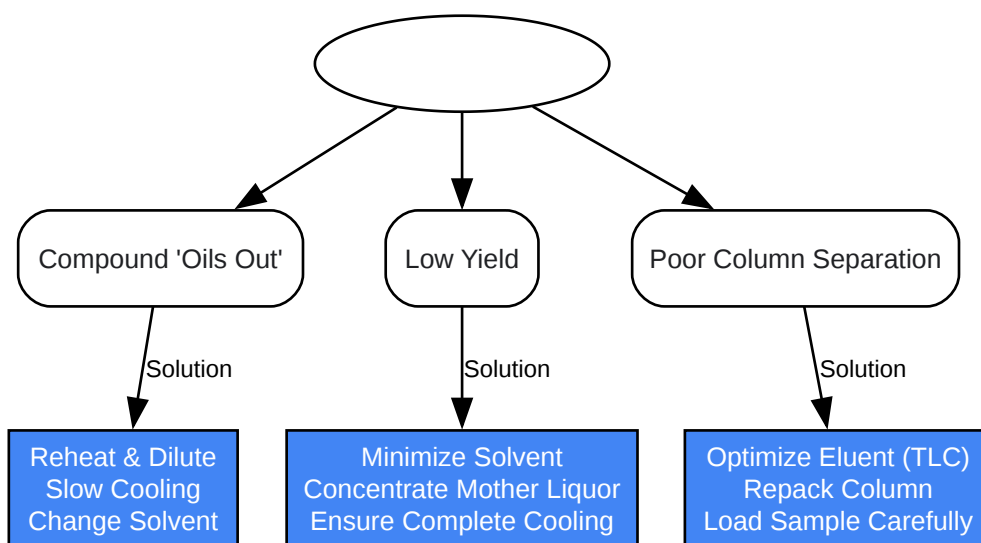 Compound 'Oils Out'
Low Yield
Poor Column Separation
Solution
Solution
Solution
Reheat & Dilute
Slow Cooling
Change Solvent
Minimize Solvent
Concentrate Mother Liquor
Ensure Complete Cooling
Optimize Eluent (TLC)
Repack Column
Load Sample Carefully